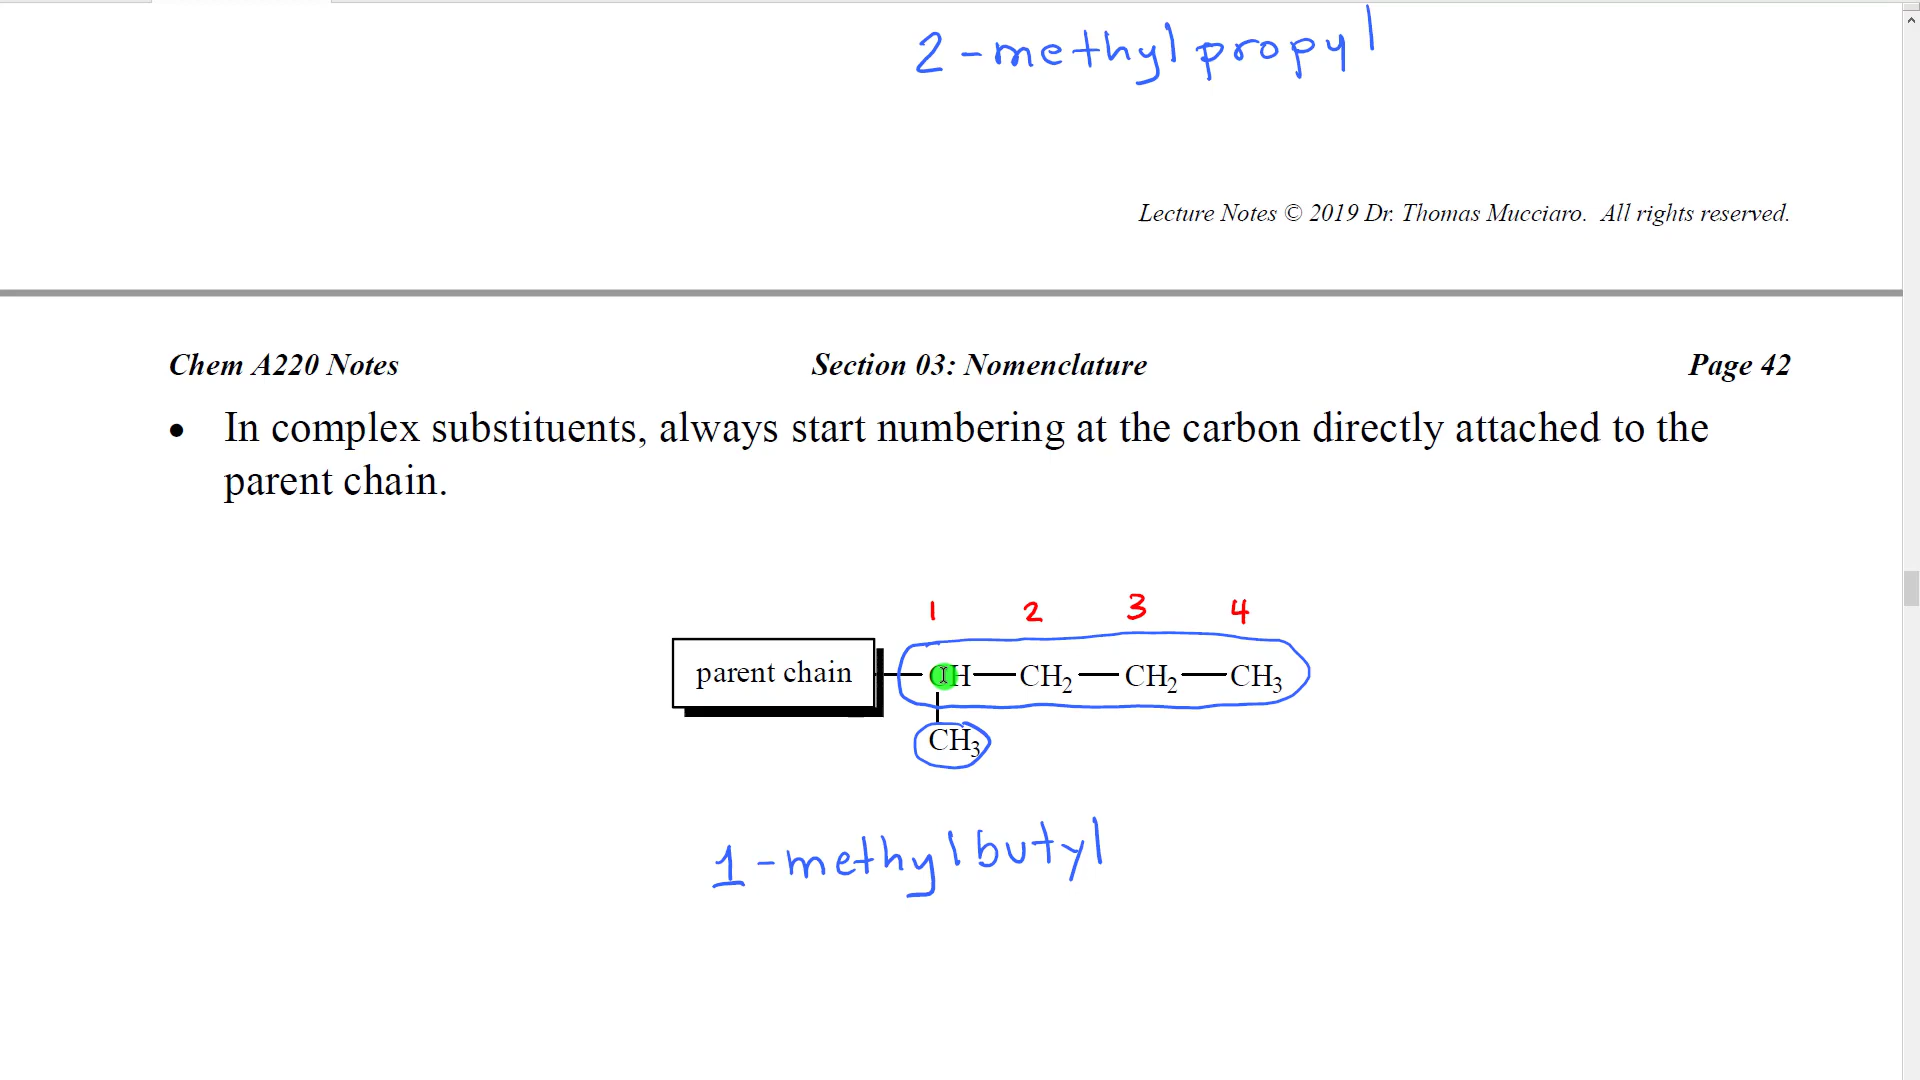 2-methylpropyl
Lecture Notes © 2019 Dr. Thomas Mucciaro.  All rights reserved.
Chem A220 Notes Section 03: Nomenclature Page 42
• In complex substituents, always start numbering at the carbon directly attached to the
parent chain.
1 2 3 4
parent chain — CH — CH₂ — CH₂ — CH₃
CH₃
1-methylbutyl